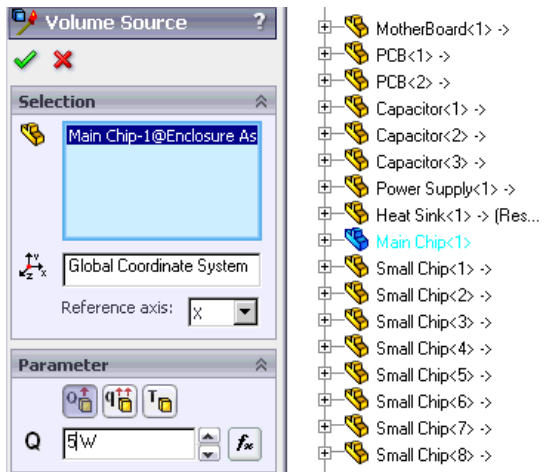 Volume Source ?
Selection
Main Chip-1@Enclosure As
Global Coordinate System
Reference axis: X
Parameter
Q 5 W fx
MotherBoard<1> ->
PCB<1> ->
PCB<2> ->
Capacitor<1> ->
Capacitor<2> ->
Capacitor<3> ->
Power Supply<1> ->
Heat Sink<1> -> (Res...
Main Chip<1>
Small Chip<1> ->
Small Chip<2> ->
Small Chip<3> ->
Small Chip<4> ->
Small Chip<5> ->
Small Chip<6> ->
Small Chip<7> ->
Small Chip<8> ->